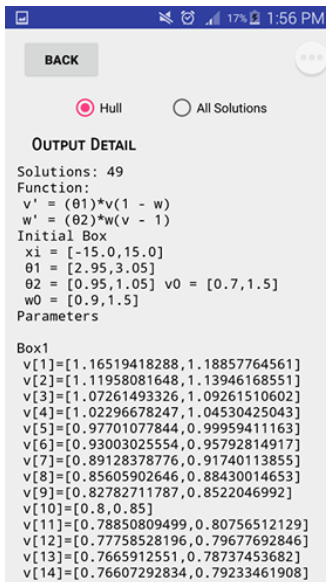 17% 1:56 PM
BACK
Hull All Solutions
OUTPUT DETAIL
Solutions: 49
Function:
v' = (θ1)*v(1 - w)
w' = (θ2)*w(v - 1)
Initial Box
xi = [-15.0,15.0]
θ1 = [2.95,3.05]
θ2 = [0.95,1.05] v0 = [0.7,1.5]
w0 = [0.9,1.5]
Parameters
Box1
v[1]=[1.16519418288,1.18857764561]
v[2]=[1.11958081648,1.13946168551]
v[3]=[1.07261493326,1.09261510602]
v[4]=[1.02296678247,1.04530425043]
v[5]=[0.97701077844,0.99959411163]
v[6]=[0.93003025554,0.95792814917]
v[7]=[0.89128378776,0.91740113855]
v[8]=[0.85605902646,0.88430014653]
v[9]=[0.82782711787,0.8522046992]
v[10]=[0.8,0.85]
v[11]=[0.78850809499,0.80756512129]
v[12]=[0.77758528196,0.79677692846]
v[13]=[0.7665912551,0.78737453682]
v[14]=[0.76607292834,0.79233461908]